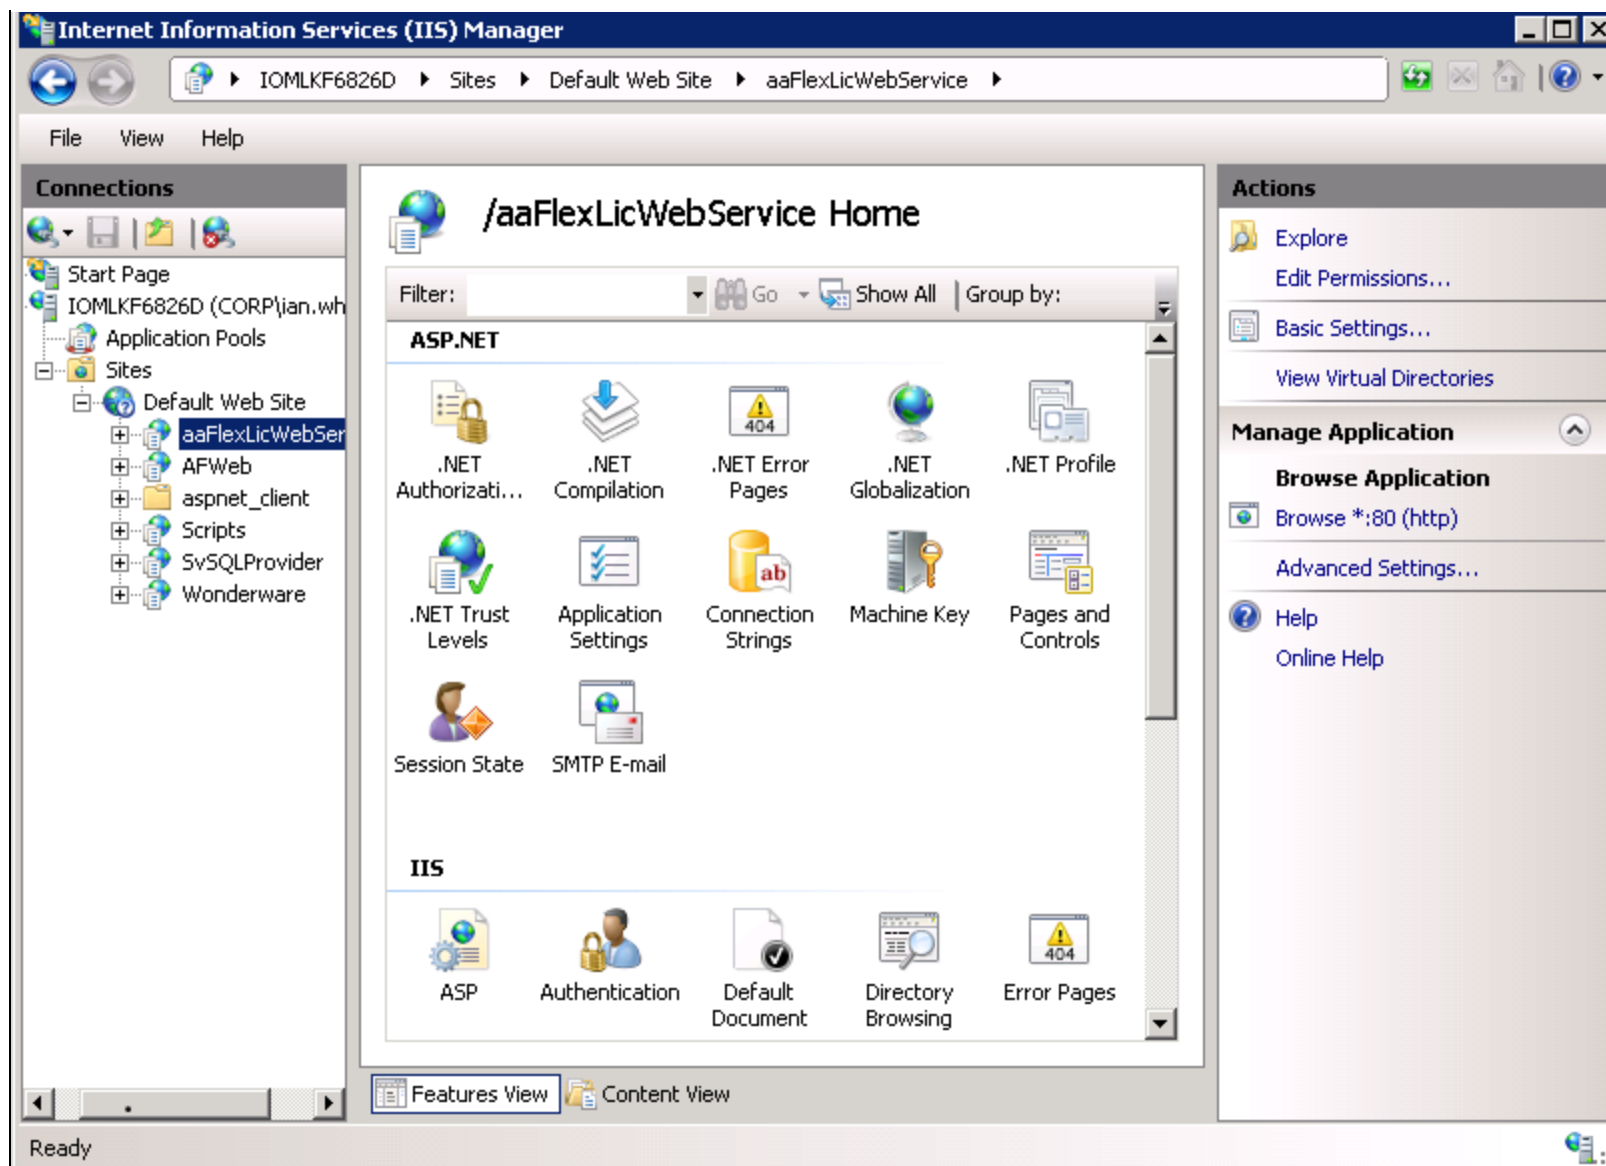 Internet Information Services (IIS) Manager
IOMLKF6826D Sites Default Web Site aaFlexLicWebService
File View Help
Connections
Start Page
IOMLKF6826D (CORP\ian.wh
Application Pools
Sites
Default Web Site
aaFlexLicWebSer
AFWeb
aspnet_client
Scripts
SvSQLProvider
Wonderware
/aaFlexLicWebService Home
Filter: Go Show All Group by:
ASP.NET
.NET Authorizati...
.NET Compilation
404
.NET Error Pages
.NET Globalization
.NET Profile
.NET Trust Levels
Application Settings
ab
Connection Strings
Machine Key
Pages and Controls
Session State
SMTP E-mail
IIS
ASP
Authentication
Default Document
Directory Browsing
404
Error Pages
Features View
Content View
Actions
Explore
Edit Permissions...
Basic Settings...
View Virtual Directories
Manage Application
Browse Application
Browse *:80 (http)
Advanced Settings...
Help
Online Help
Ready